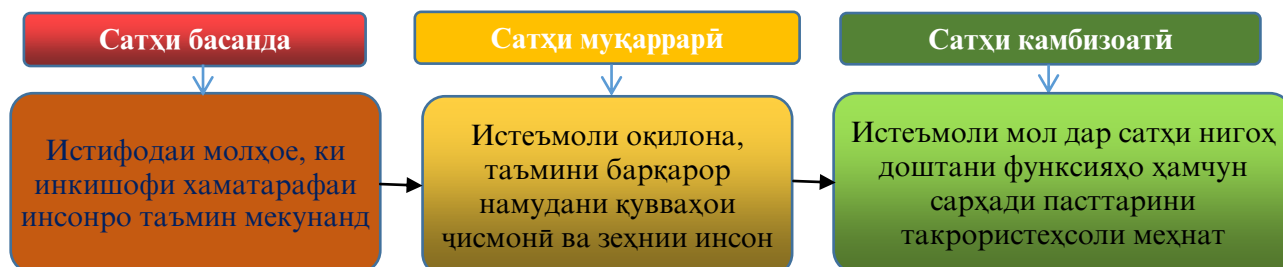 Сатҳи басанда
Истифодаи молҳое, ки
инкишофи хаматарафаи
инсонро таъмин мекунанд
Сатҳи муқаррарӣ
Истеъмоли оқилона,
таъмини барқарор
намудани қувваҳои
ҷисмонӣ ва зеҳнии инсон
Сатҳи камбизоатӣ
Истеъмоли мол дар сатҳи нигоҳ
доштани функсияҳо ҳамчун
сарҳади пасттарини
такрористеҳсоли меҳнат